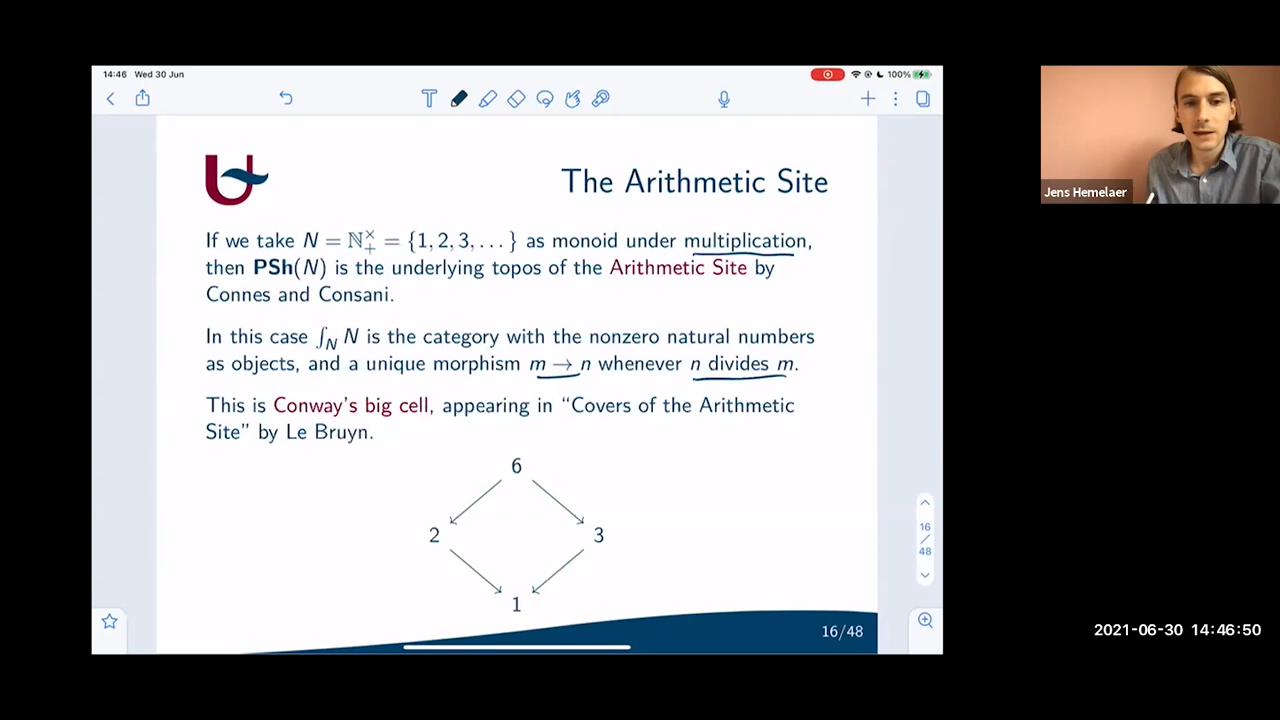 14:46 Wed 30 Jun
100%
The Arithmetic Site
If we take N = ℕ₊^× = {1, 2, 3, . . . } as monoid under multiplication,
then PSh(N) is the underlying topos of the Arithmetic Site by
Connes and Consani.
In this case ∫_N N is the category with the nonzero natural numbers
as objects, and a unique morphism m → n whenever n divides m.
This is Conway's big cell, appearing in “Covers of the Arithmetic
Site” by Le Bruyn.
6
2 3
1
16/48
16
/
48
Jens Hemelaer
2021-06-30 14:46:50